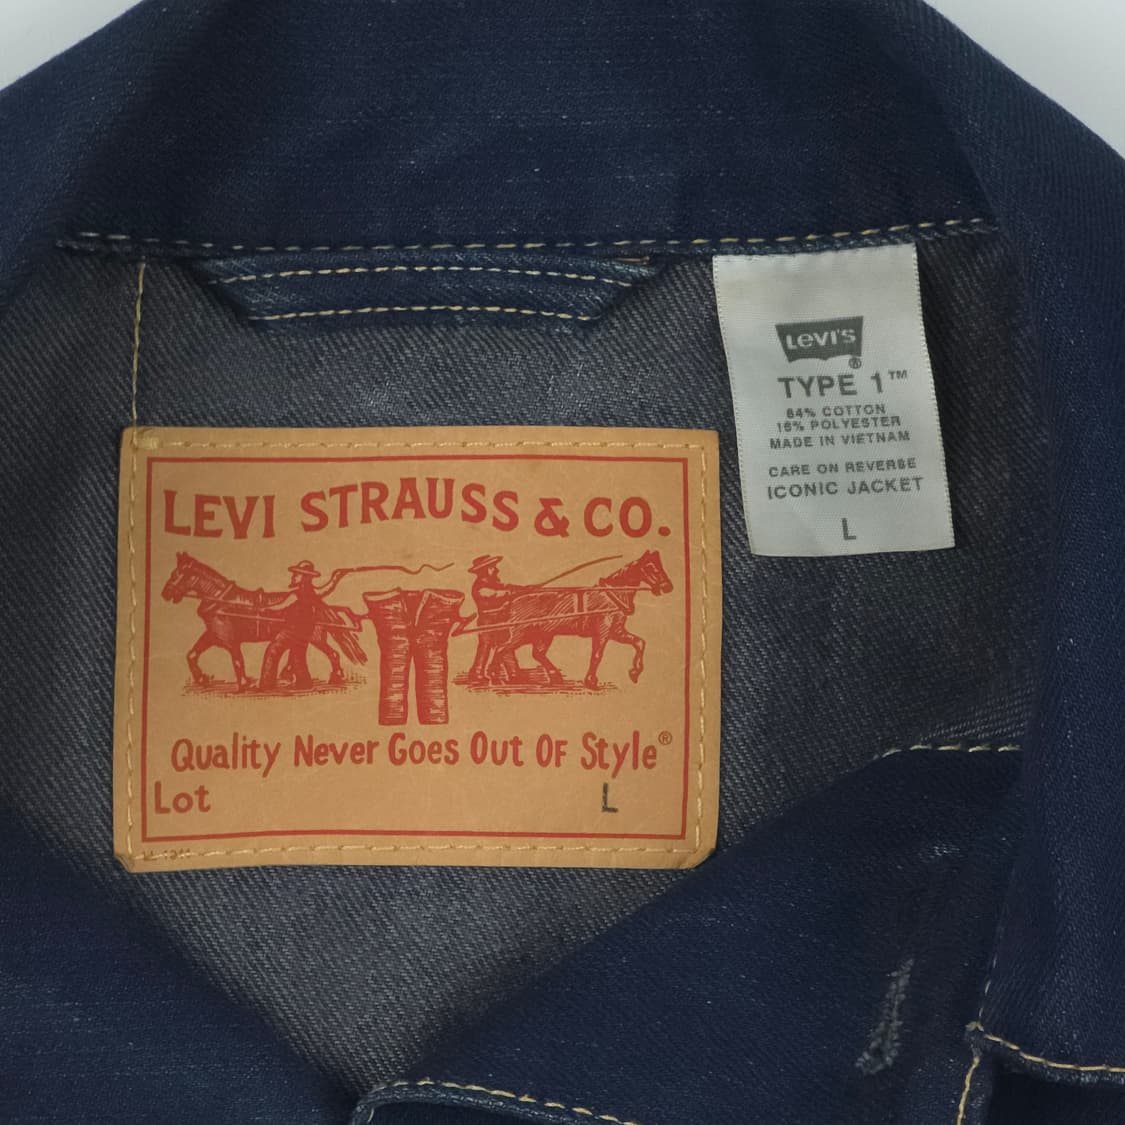 LEVI STRAUSS & CO.
Quality Never Goes Out Of Style®
Lot
L
LEVI'S
®
TYPE 1™
84% COTTON
16% POLYESTER
MADE IN VIETNAM
CARE ON REVERSE
ICONIC JACKET
L